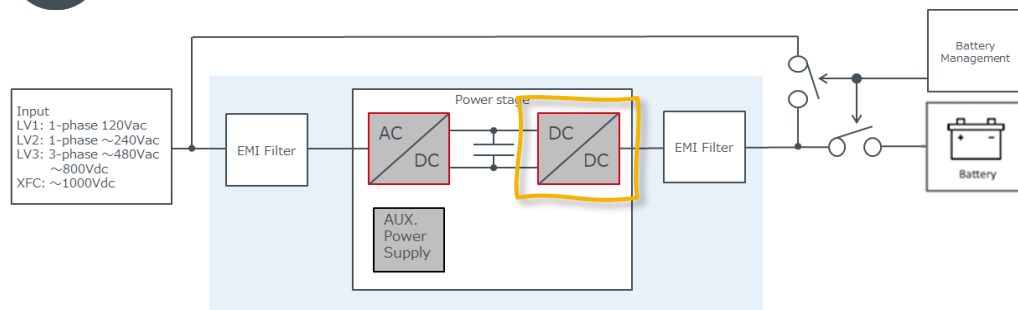 Input
LV1: 1-phase 120Vac
LV2: 1-phase ～240Vac
LV3: 3-phase ～480Vac
～800Vdc
XFC: ～1000Vdc
EMI Filter
Power stage
AC
DC
DC
DC
AUX.
Power
Supply
EMI Filter
Battery
Management
Battery